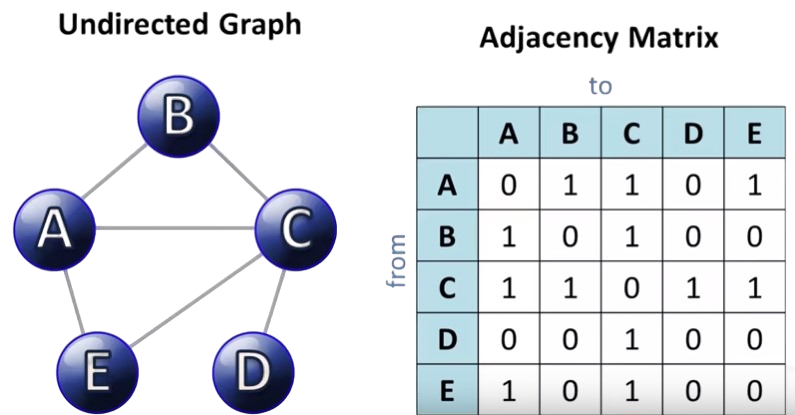 Undirected Graph
B
A
C
E
D
Adjacency Matrix
to
from
A B C D E
A 0 1 1 0 1
B 1 0 1 0 0
C 1 1 0 1 1
D 0 0 1 0 0
E 1 0 1 0 0